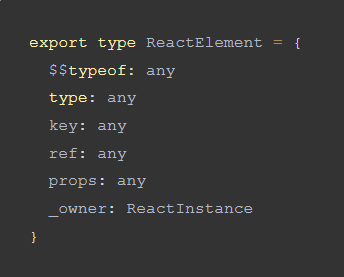 export type ReactElement = {
$$typeof: any
type: any
key: any
ref: any
props: any
_owner: ReactInstance
}